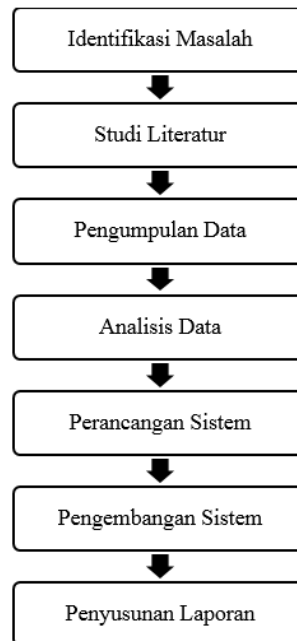 Identifikasi Masalah
Studi Literatur
Pengumpulan Data
Analisis Data
Perancangan Sistem
Pengembangan Sistem
Penyusunan Laporan